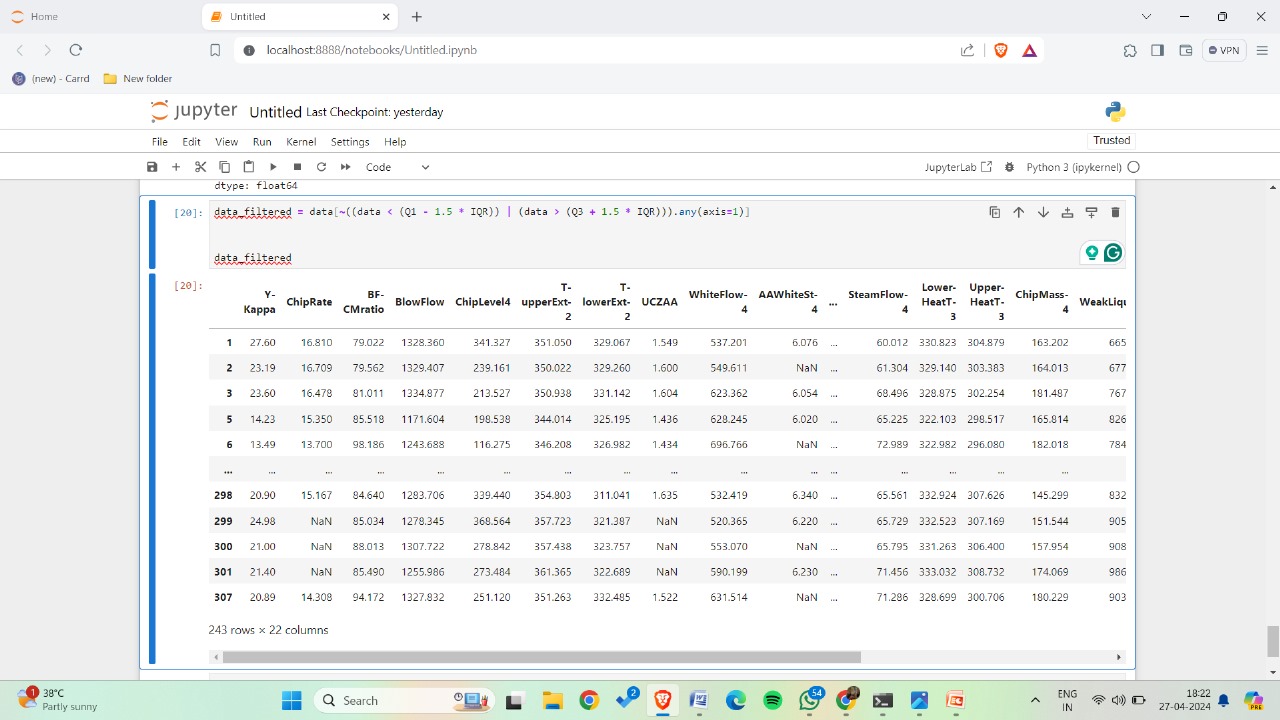 Home
Untitled
localhost:8888/notebooks/Untitled.ipynb
VPN
(new) - Carrd New folder
jupyter Untitled Last Checkpoint: yesterday
File Edit View Run Kernel Settings Help
Trusted
Code JupyterLab Python 3 (ipykernel)
dtype: float64
[20]: data_filtered = data[~((data < (Q1 - 1.5 * IQR)) | (data > (Q3 + 1.5 * IQR))).any(axis=1)]
data_filtered
[20]:
Y-Kappa ChipRate BF-CMratio BlowFlow ChipLevel4 T-upperExt-2 T-lowerExt-2 UCZAA WhiteFlow-4 AAWhiteSt-4 ... SteamFlow-4 Lower-HeatT-3 Upper-HeatT-3 ChipMass-4 WeakLiqu
1 27.60 16.810 79.022 1328.360 341.327 351.050 329.067 1.549 537.201 6.076 ... 60.012 330.823 304.879 163.202 665
2 23.19 16.709 79.562 1329.407 239.161 350.022 329.260 1.600 549.611 NaN ... 61.304 329.140 303.383 164.013 677
3 23.60 16.478 81.011 1334.877 213.527 350.938 331.142 1.604 623.362 6.054 ... 68.496 328.875 302.254 181.487 767
5 14.23 15.350 85.518 1171.604 198.538 344.014 325.195 1.436 628.245 6.020 ... 65.225 322.103 298.517 165.814 826
6 13.49 13.700 98.186 1243.688 116.275 346.208 326.982 1.434 696.766 NaN ... 72.989 322.982 296.080 182.018 784
... ... ... ... ... ... ... ... ... ... ... ... ... ... ... ...
298 20.90 15.167 84.640 1283.706 339.440 354.803 311.041 1.635 532.419 6.340 ... 65.561 332.924 307.626 145.299 832
299 24.98 NaN 85.034 1278.345 368.564 357.723 321.387 NaN 520.365 6.220 ... 65.729 332.523 307.169 151.544 905
300 21.00 NaN 88.013 1307.722 278.842 357.438 323.757 NaN 553.070 NaN ... 65.795 331.263 306.400 157.954 908
301 21.40 NaN 85.490 1255.986 273.484 361.365 322.689 NaN 590.199 6.230 ... 71.456 333.032 308.732 174.069 986
307 20.89 14.308 94.172 1327.832 251.120 351.263 332.485 1.522 631.514 NaN ... 71.286 328.699 300.706 180.229 903
243 rows × 22 columns
1 38°C
Partly sunny
Search
2
54
ENG
IN
18:22
27-04-2024
PRE